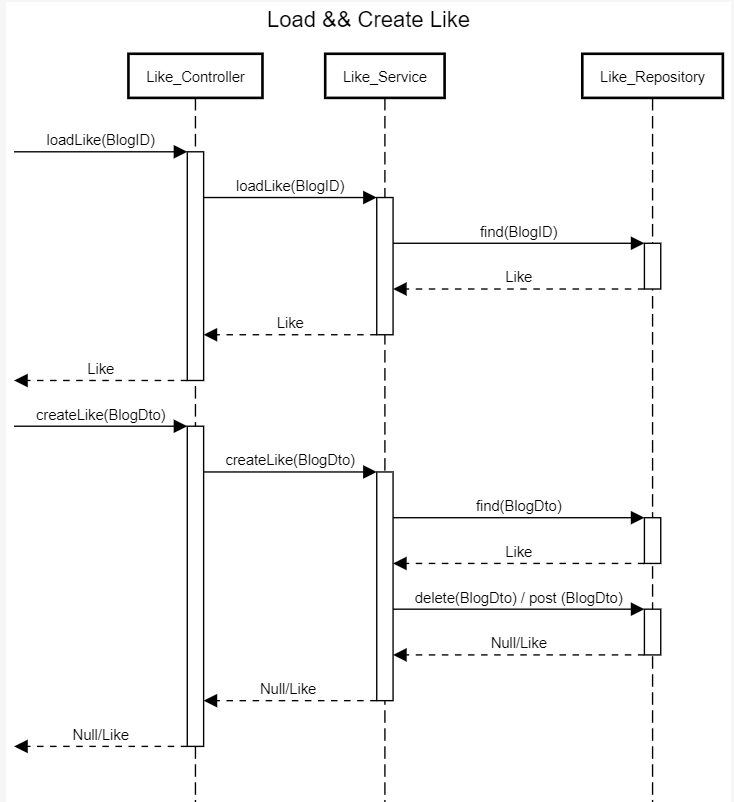 Load && Create Like
Like_Controller
Like_Service
Like_Repository
loadLike(BlogID)
loadLike(BlogID)
find(BlogID)
Like
Like
Like
createLike(BlogDto)
createLike(BlogDto)
find(BlogDto)
Like
delete(BlogDto) / post (BlogDto)
Null/Like
Null/Like
Null/Like